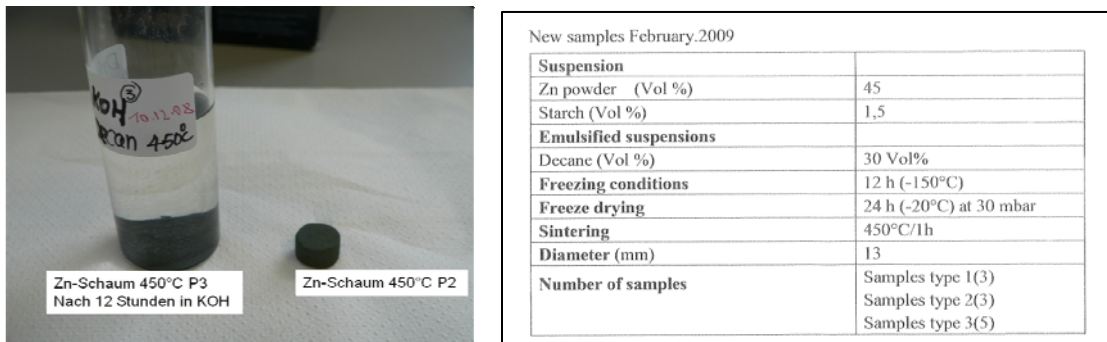 KOH ③
10.12.08
450°C
Zn-Schaum 450°C P3
Nach 12 Stunden in KOH
Zn-Schaum 450°C P2
New samples February.2009
Suspension
Zn powder (Vol %) 45
Starch (Vol %) 1,5
Emulsified suspensions
Decane (Vol %) 30 Vol%
Freezing conditions 12 h (-150°C)
Freeze drying 24 h (-20°C) at 30 mbar
Sintering 450°C/1h
Diameter (mm) 13
Number of samples Samples type 1(3)
Samples type 2(3)
Samples type 3(5)